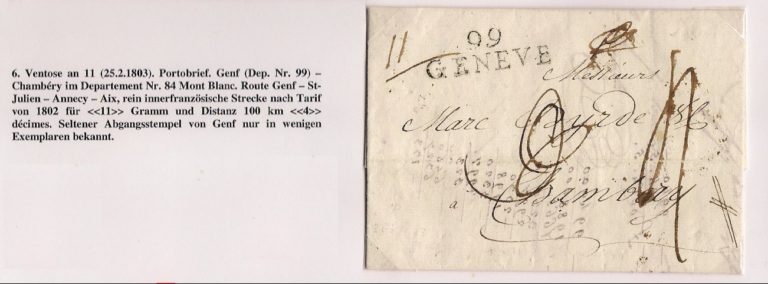 6. Ventose an 11 (25.2.1803). Portobrief. Genf (Dep. Nr. 99) –
Chambéry im Departement Nr. 84 Mont Blanc. Route Genf – St-
Julien – Annecy – Aix, rein innerfranzösische Strecke nach Tarif
von 1802 für <<11>> Gramm und Distanz 100 km <<4>>
décimes. Seltener Abgangsstempel von Genf nur in wenigen
Exemplaren bekannt.
11
99
GENEVE
Messieurs
Marc
4
a
Chambery